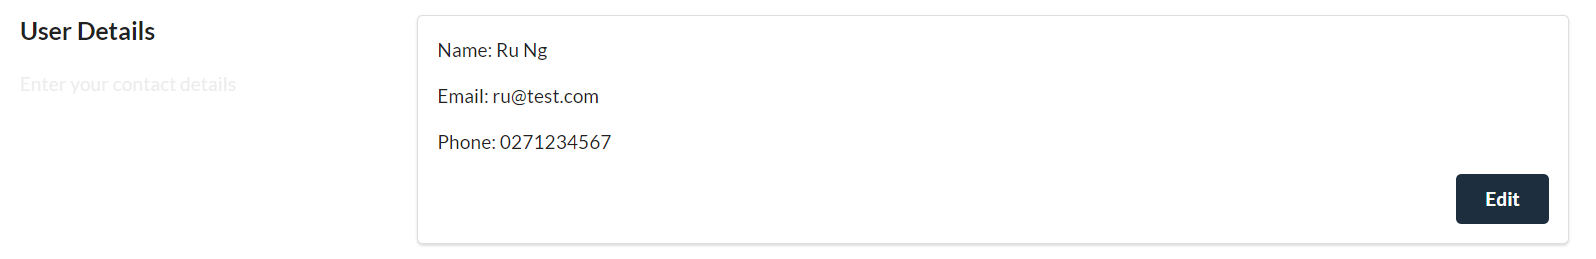 User Details
Enter your contact details
Name: Ru Ng
Email: ru@test.com
Phone: 0271234567
Edit